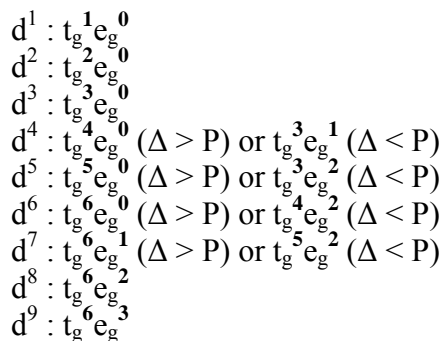 d¹ : t_g¹e_g⁰
d² : t_g²e_g⁰
d³ : t_g³e_g⁰
d⁴ : t_g⁴e_g⁰ (Δ > P) or t_g³e_g¹ (Δ < P)
d⁵ : t_g⁵e_g⁰ (Δ > P) or t_g³e_g² (Δ < P)
d⁶ : t_g⁶e_g⁰ (Δ > P) or t_g⁴e_g² (Δ < P)
d⁷ : t_g⁶e_g¹ (Δ > P) or t_g⁵e_g² (Δ < P)
d⁸ : t_g⁶e_g²
d⁹ : t_g⁶e_g³